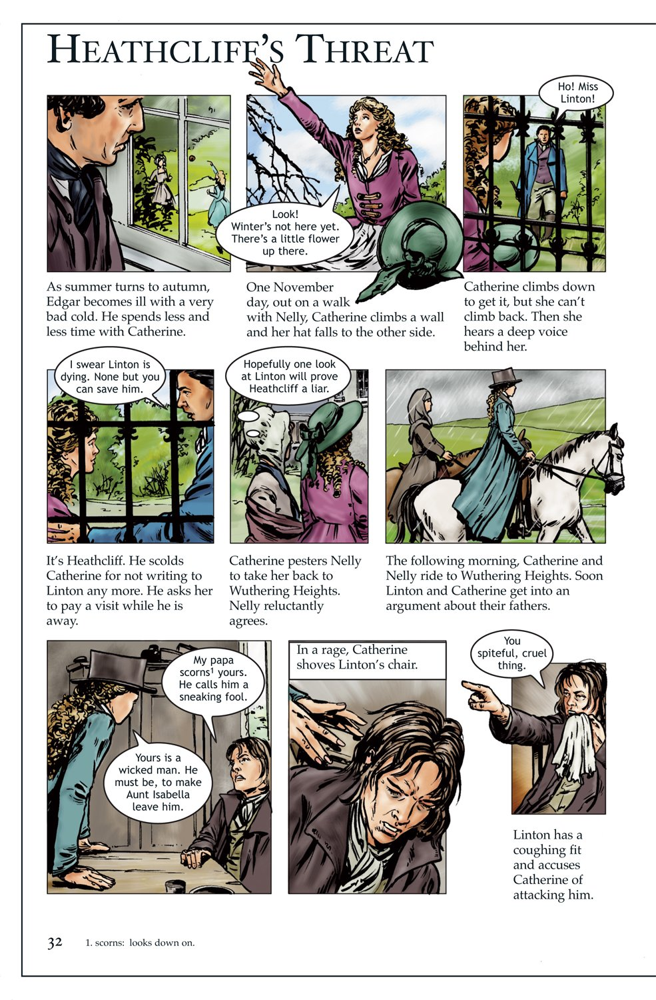 HEATHCLIFF'S THREAT
As summer turns to autumn,
Edgar becomes ill with a very
bad cold. He spends less and
less time with Catherine.
Look!
Winter's not here yet.
There's a little flower
up there.
One November
day, out on a walk
with Nelly, Catherine climbs a wall
and her hat falls to the other side.
Ho! Miss
Linton!
Catherine climbs down
to get it, but she can't
climb back. Then she
hears a deep voice
behind her.
I swear Linton is
dying. None but you
can save him.
It's Heathcliff. He scolds
Catherine for not writing to
Linton any more. He asks her
to pay a visit while he is
away.
Hopefully one look
at Linton will prove
Heathcliff a liar.
Catherine pesters Nelly
to take her back to
Wuthering Heights.
Nelly reluctantly
agrees.
The following morning, Catherine and
Nelly ride to Wuthering Heights. Soon
Linton and Catherine get into an
argument about their fathers.
My papa
scorns¹ yours.
He calls him a
sneaking fool.
Yours is a
wicked man. He
must be, to make
Aunt Isabella
leave him.
In a rage, Catherine
shoves Linton's chair.
You
spiteful, cruel
thing.
Linton has a
coughing fit
and accuses
Catherine of
attacking him.
32
1. scorns: looks down on.